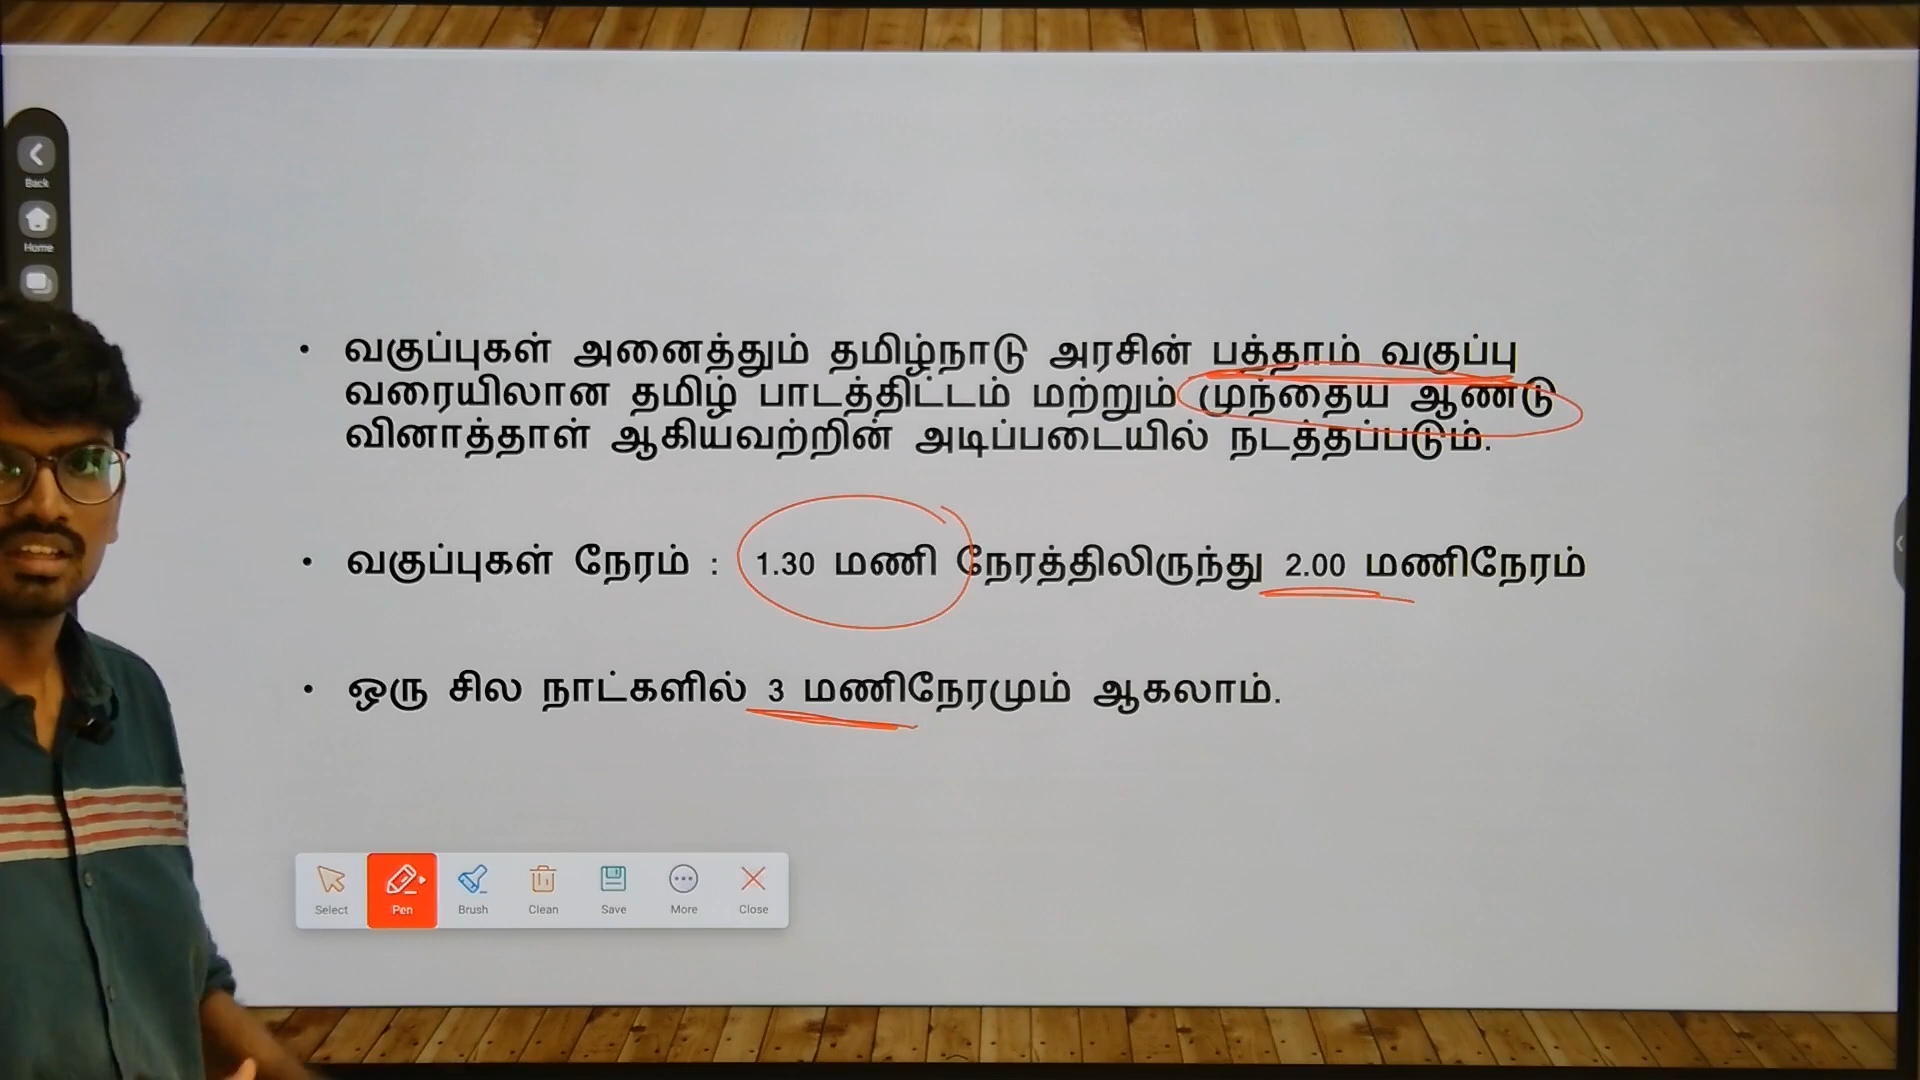 Back
Home
• வகுப்புகள் அனைத்தும் தமிழ்நாடு அரசின் பத்தாம் வகுப்பு
வரையிலான தமிழ் பாடத்திட்டம் மற்றும் முந்தைய ஆண்டு
வினாத்தாள் ஆகியவற்றின் அடிப்படையில் நடத்தப்படும்.
• வகுப்புகள் நேரம் : 1.30 மணி நேரத்திலிருந்து 2.00 மணிநேரம்
• ஒரு சில நாட்களில் 3 மணிநேரமும் ஆகலாம்.
Select Pen Brush Clean Save More Close